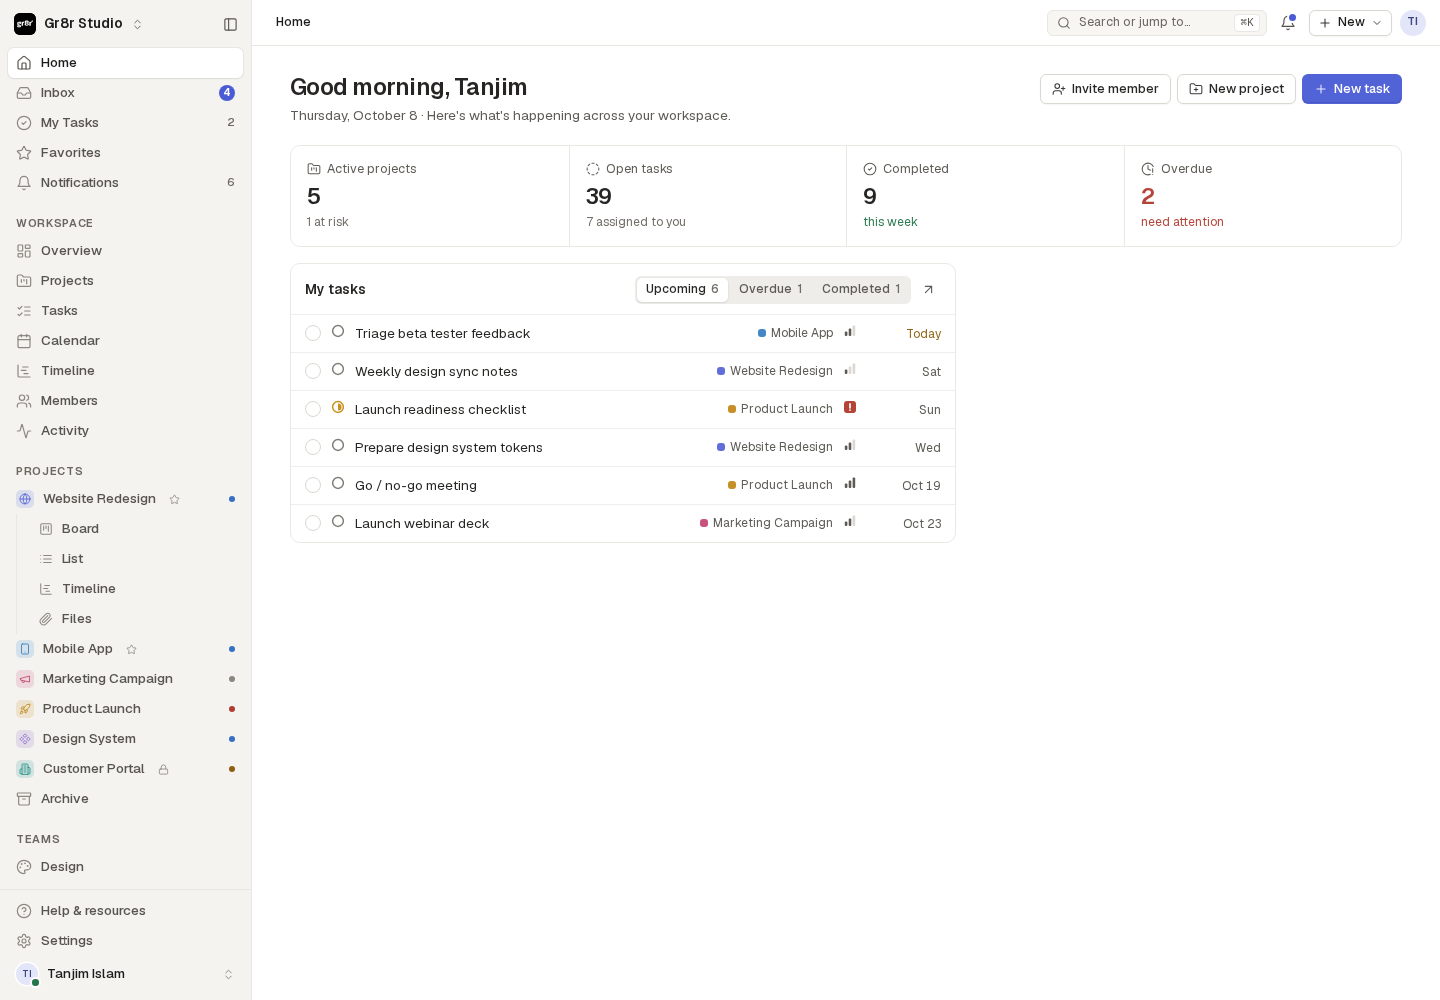 gr8r
Gr8r Studio
Home
Inbox 4
My Tasks 2
Favorites
Notifications 6
WORKSPACE
Overview
Projects
Tasks
Calendar
Timeline
Members
Activity
PROJECTS
Website Redesign
Board
List
Timeline
Files
Mobile App
Marketing Campaign
Product Launch
Design System
Customer Portal
Archive
TEAMS
Design
Help & resources
Settings
TI Tanjim Islam
Home
Search or jump to... ⌘K
New
TI
Good morning, Tanjim
Thursday, October 8 · Here's what's happening across your workspace.
Invite member
New project
New task
Active projects
5
1 at risk
Open tasks
39
7 assigned to you
Completed
9
this week
Overdue
2
need attention
My tasks
Upcoming 6 Overdue 1 Completed 1
Triage beta tester feedback Mobile App Today
Weekly design sync notes Website Redesign Sat
Launch readiness checklist Product Launch ! Sun
Prepare design system tokens Website Redesign Wed
Go / no-go meeting Product Launch Oct 19
Launch webinar deck Marketing Campaign Oct 23